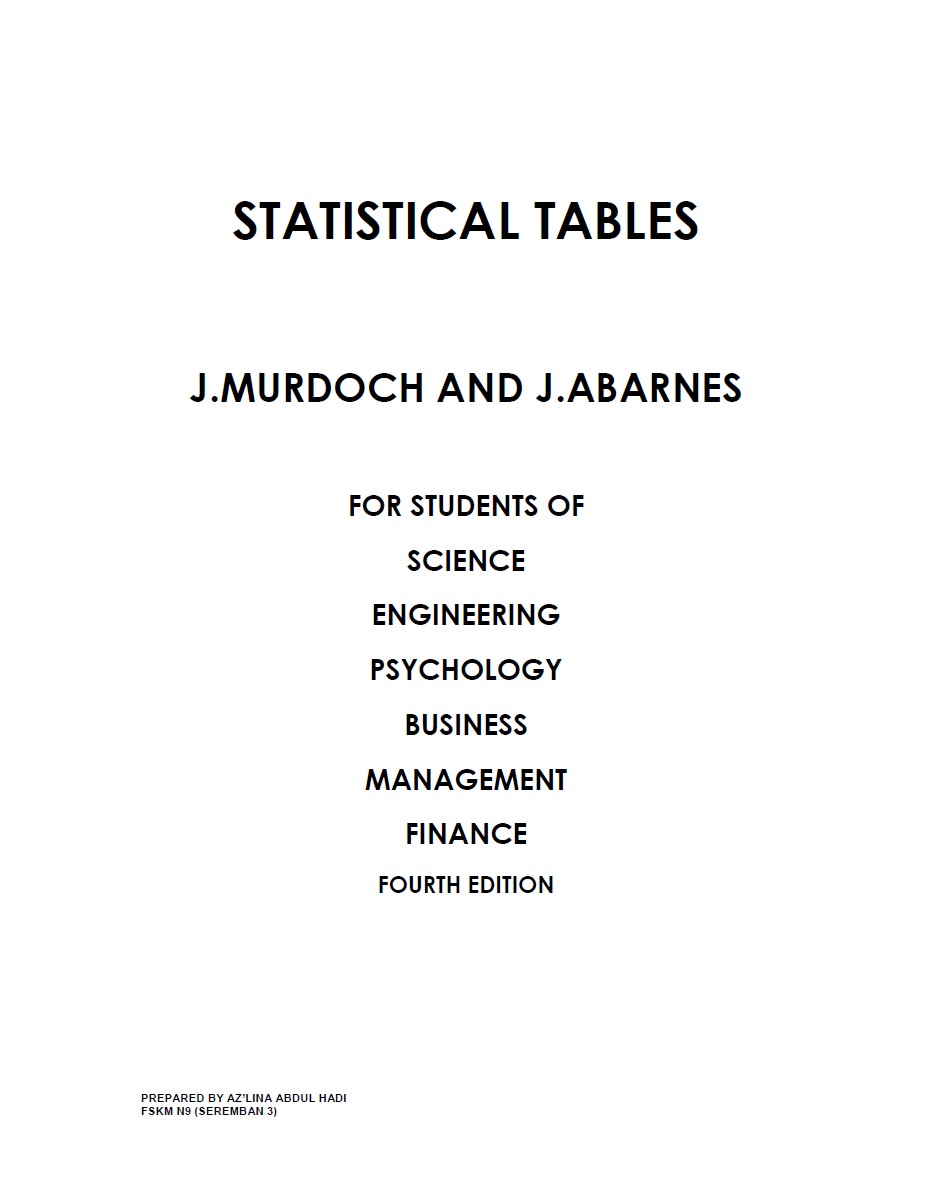 STATISTICAL TABLES
J.MURDOCH AND J.ABARNES
FOR STUDENTS OF
SCIENCE
ENGINEERING
PSYCHOLOGY
BUSINESS
MANAGEMENT
FINANCE
FOURTH EDITION
PREPARED BY AZ'LINA ABDUL HADI
FSKM N9 (SEREMBAN 3)